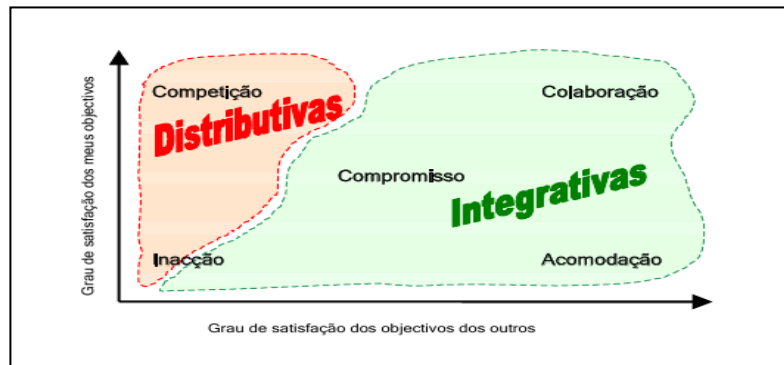 Grau de satisfação dos meus objectivos
Competição
Colaboração
Distributivas
Compromisso
Integrativas
Inacção
Acomodação
Grau de satisfação dos objectivos dos outros